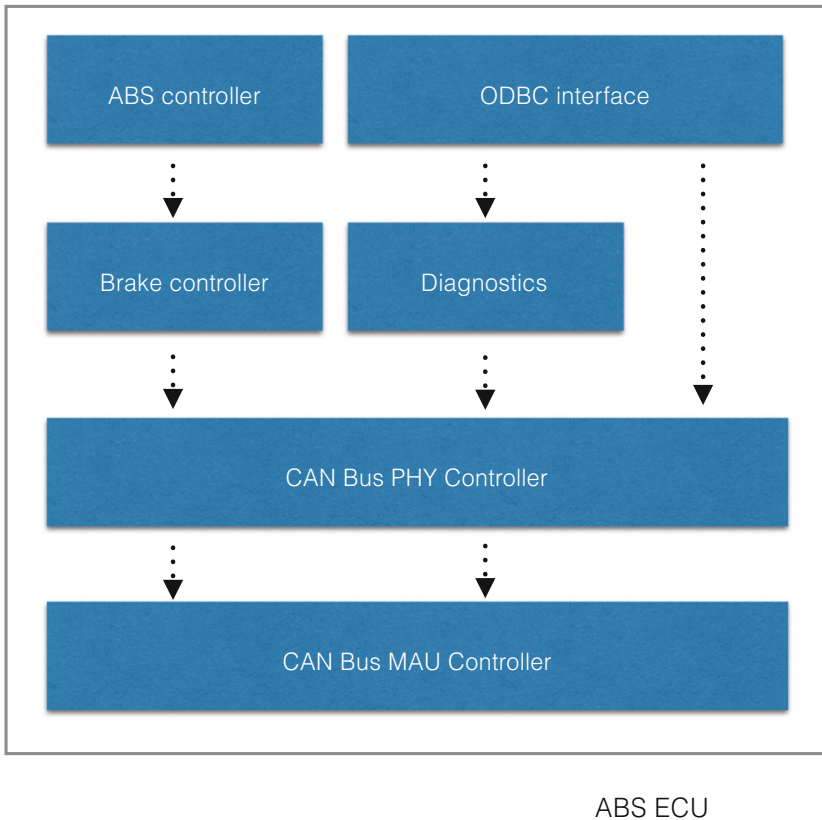 ABS controller
ODBC interface
Brake controller
Diagnostics
CAN Bus PHY Controller
CAN Bus MAU Controller
ABS ECU